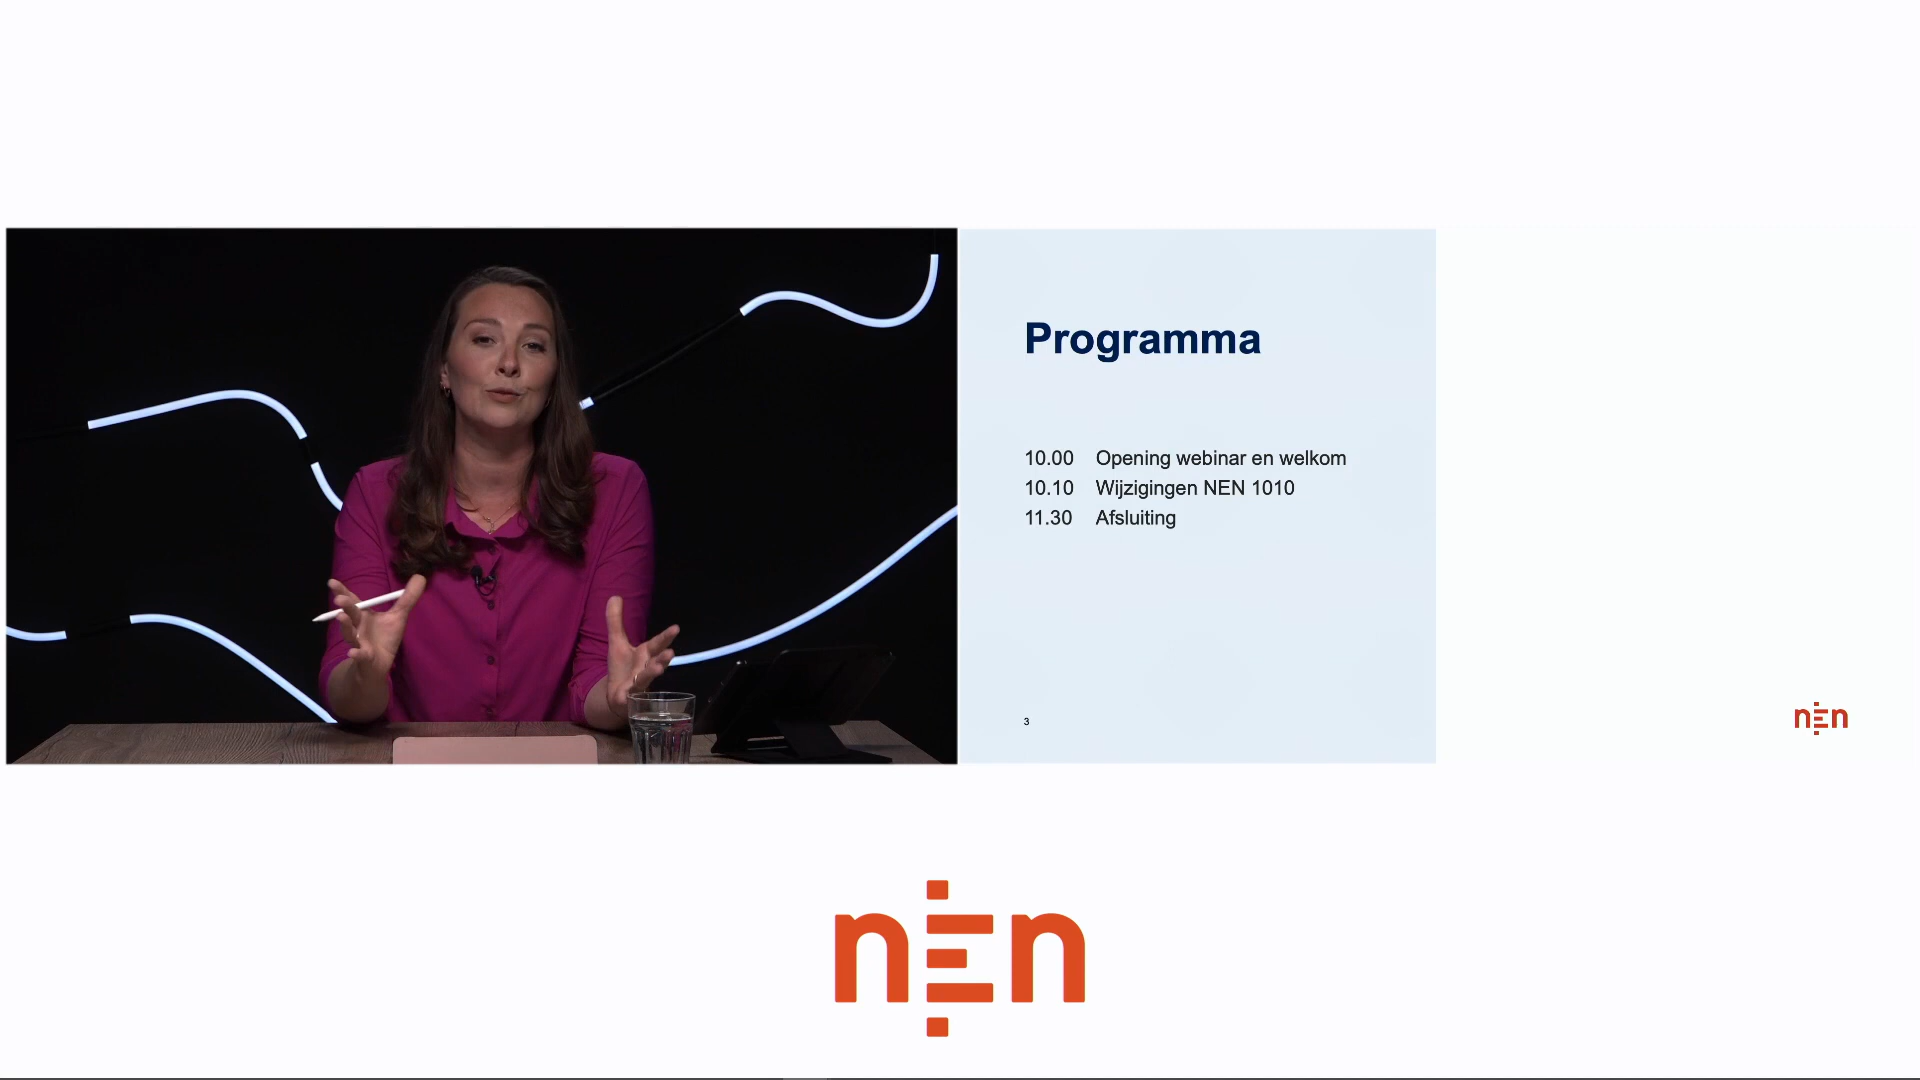 Programma
10.00 Opening webinar en welkom
10.10 Wijzigingen NEN 1010
11.30 Afsluiting
3
nen
nen